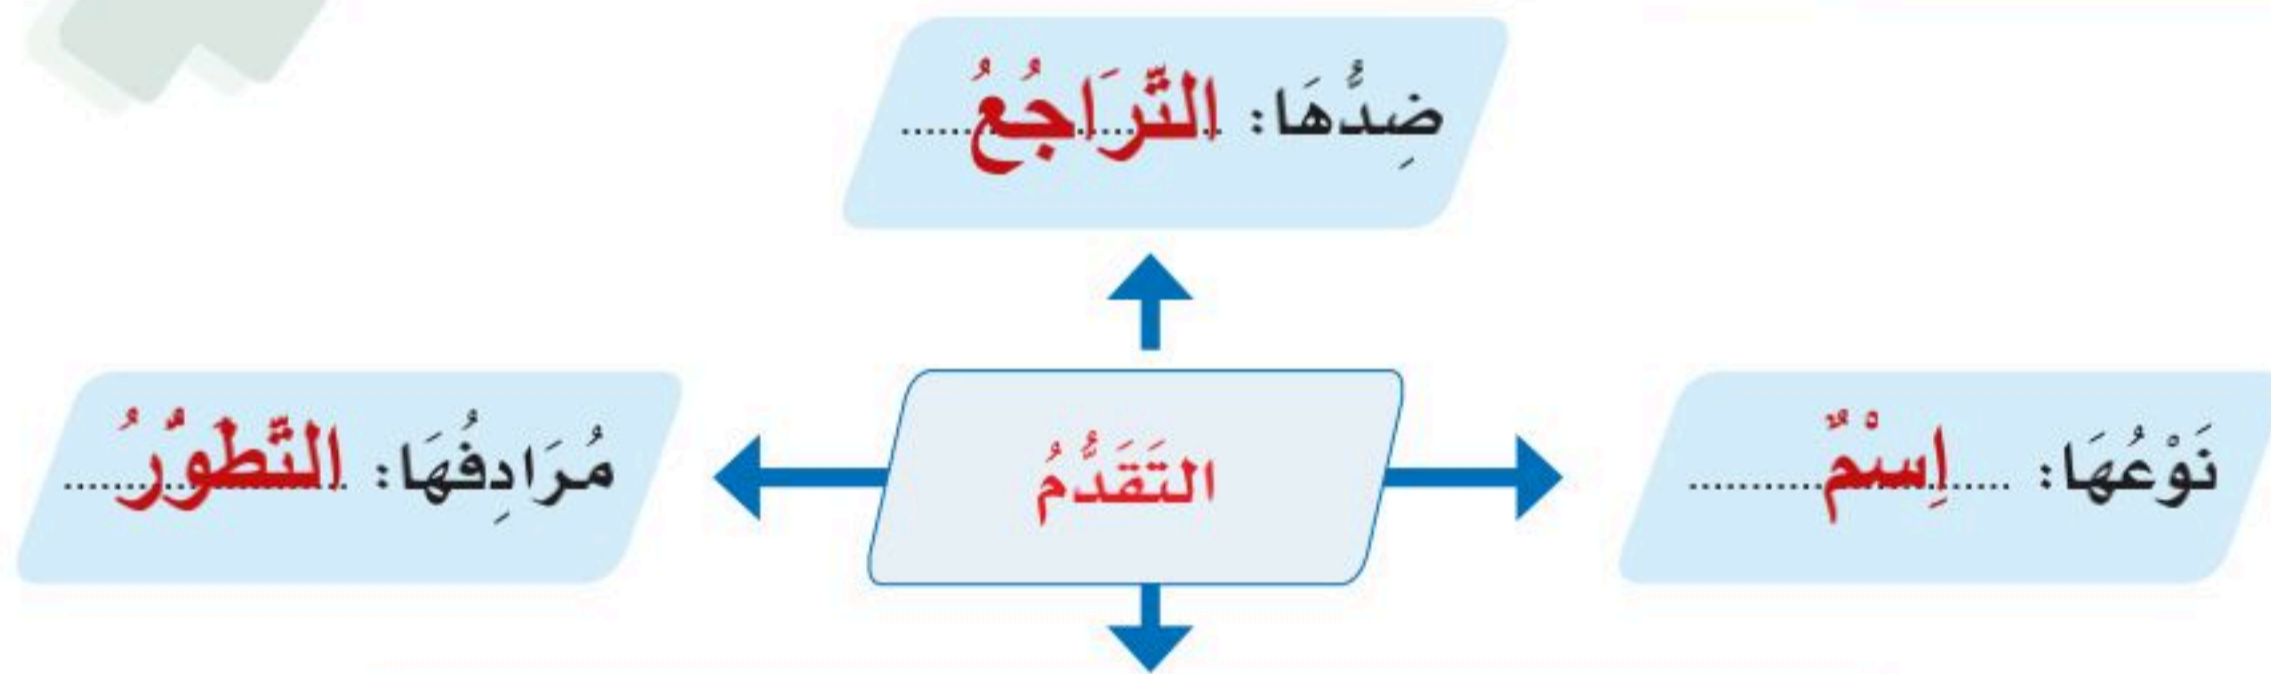 ضِدُّهَا: التَّرَاجُعُ
نَوْعُهَا: اِسْمٌ
التَقَدُّمُ
مُرَادِفُهَا: التَّطَوُّرُ